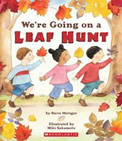 We're Going on a
LEAF HUNT
by Steve Metzger
Illustrated by
Miki Sakamoto
SCHOLASTIC